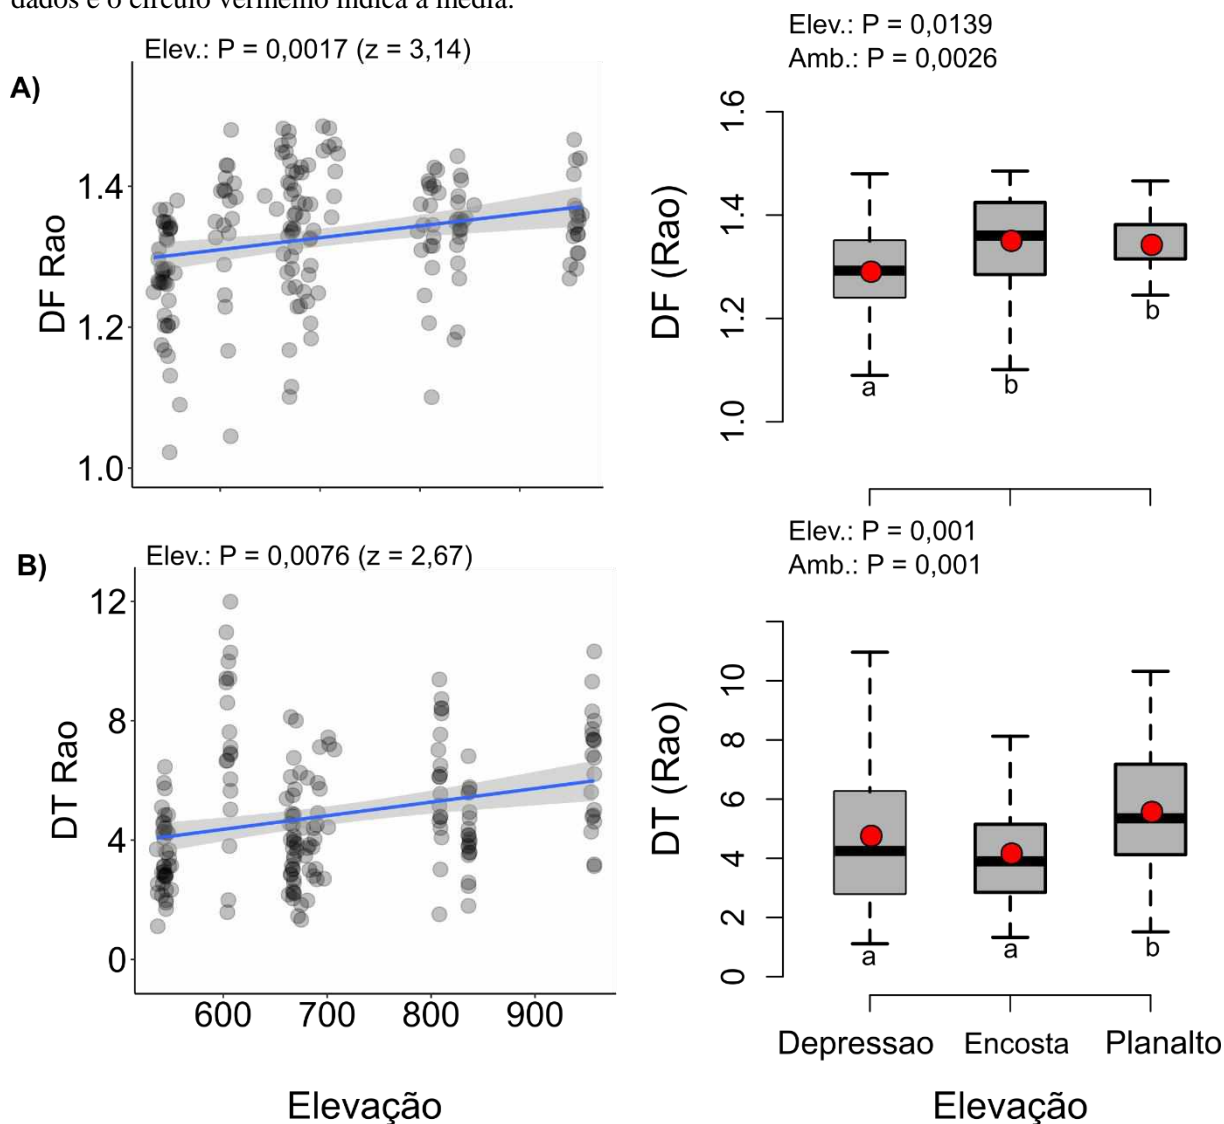 dados e o círculo vermelho indica a média.
Elev.: P = 0,0017 (z = 3,14)
A)
DF Rao
1.4
1.2
1.0
Elev.: P = 0,0139
Amb.: P = 0,0026
DF (Rao)
1.6
1.4
1.2
1.0
a
b
b
Elev.: P = 0,0076 (z = 2,67)
B)
DT Rao
12
8
4
0
600 700 800 900
Elevação
Elev.: P = 0,001
Amb.: P = 0,001
DT (Rao)
10
8
6
4
2
0
a
a
b
Depressao Encosta Planalto
Elevação